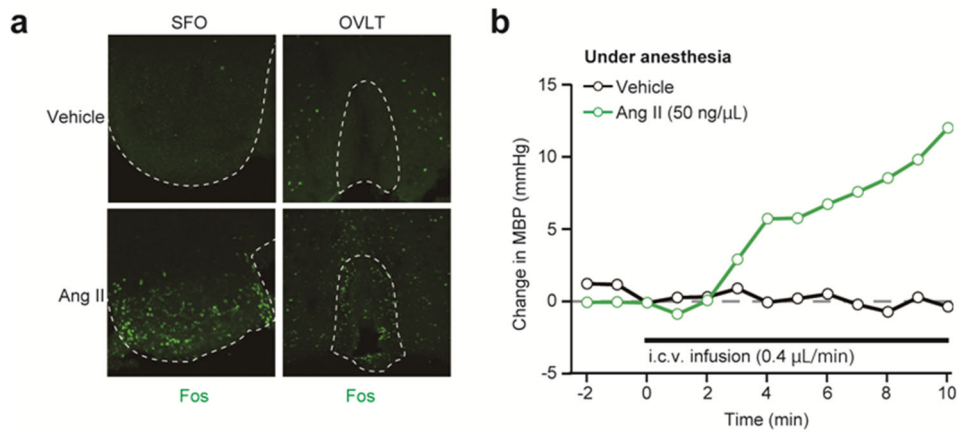 a
SFO
OVLT
Vehicle
Ang II
Fos
Fos
b
Under anesthesia
Vehicle
Ang II (50 ng/μL)
Change in MBP (mmHg)
15
10
5
0
-5
i.c.v. infusion (0.4 μL/min)
-2
0
2
4
6
8
10
Time (min)